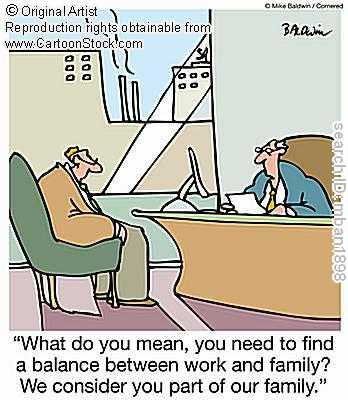 © Original Artist
Reproduction rights obtainable from
www.CartoonStock.com
© Mike Baldwin / Cornered
BALDWIN
search ID: mban1898
"What do you mean, you need to find
a balance between work and family?
We consider you part of our family."